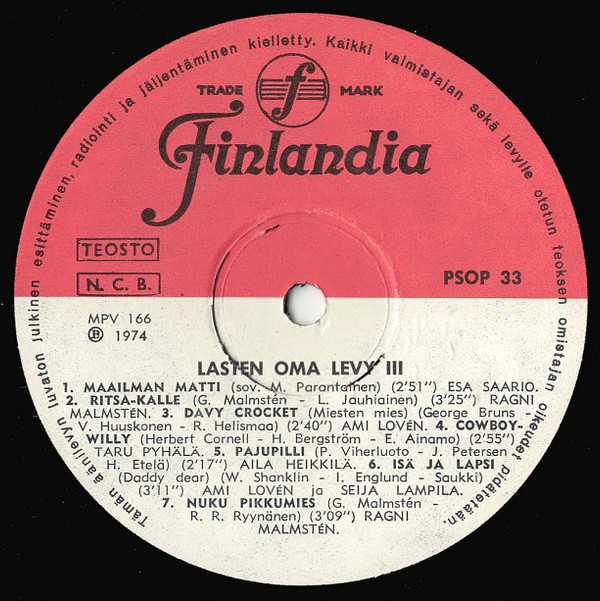 Tämän äänilevyn luvaton julkinen esittäminen, radiointi ja jäljentäminen kielletty. Kaikki valmistajan sekä levylle otetun teoksen omistajan oikeudet pidätetään.
TRADE f MARK
Finlandia
TEOSTO
N. C. B.
PSOP 33
MPV 166
Ⓟ 1974
LASTEN OMA LEVY III
1. MAAILMAN MATTI (sov. M. Parantainen) (2'51") ESA SAARIO.
2. RITSA-KALLE (G. Malmstén - L. Jauhiainen) (3'25") RAGNI
MALMSTÉN. 3. DAVY CROCKET (Miesten mies) (George Bruns -
V. Huuskonen - R. Helismaa) (2'40") AMI LOVÉN. 4. COWBOY-
WILLY (Herbert Cornell - H. Bergström - E. Ainamo) (2'55")
TARU PYHÄLÄ. 5. PAJUPILLI (P. Viherluoto - J. Petersen -
H. Etelä) (2'17") AILA HEIKKILÄ. 6. ISÄ JA LAPSI
(Daddy dear) (W. Shanklin - I. Englund - Saukki)
(3'11") AMI LOVÉN ja SEIJA LAMPILA.
7. NUKU PIKKUMIES (G. Malmstén -
R. R. Ryynänen) (3'09") RAGNI
MALMSTÉN.